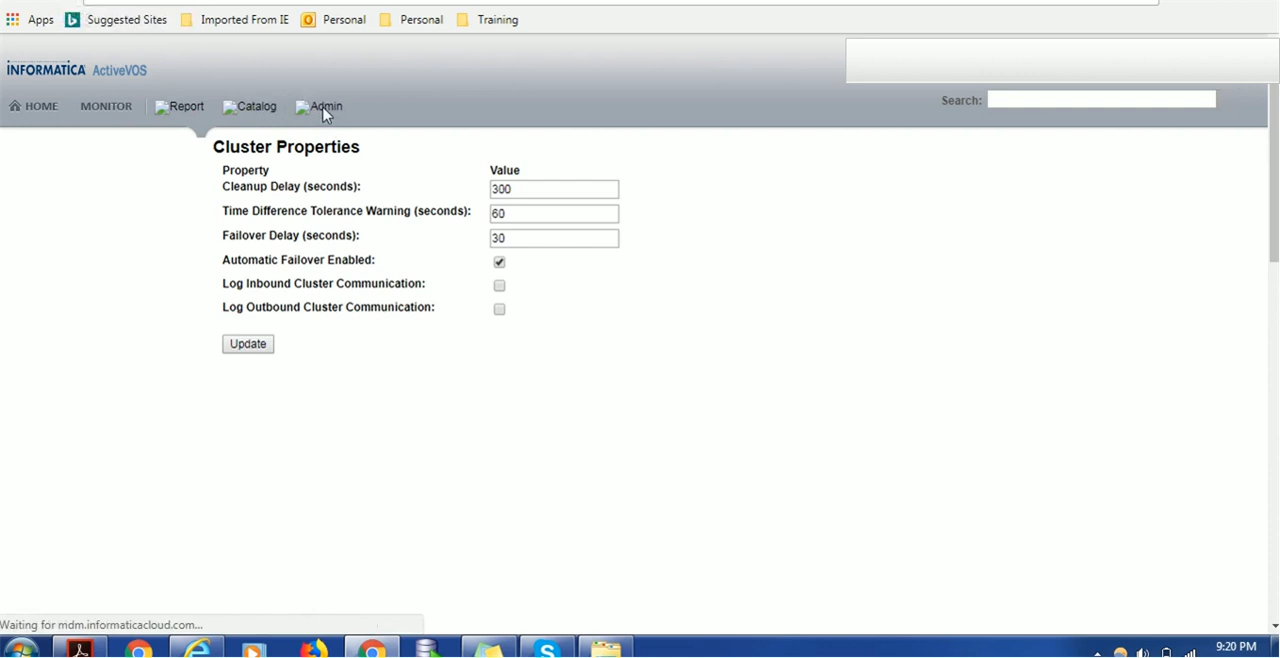 Apps Suggested Sites Imported From IE Personal Personal Training
INFORMATICA ActiveVOS
HOME MONITOR Report Catalog Admin Search:
Cluster Properties
Property Value
Cleanup Delay (seconds): 300
Time Difference Tolerance Warning (seconds): 60
Failover Delay (seconds): 30
Automatic Failover Enabled:
Log Inbound Cluster Communication:
Log Outbound Cluster Communication:
Update
Waiting for mdm.informaticacloud.com...
9:20 PM